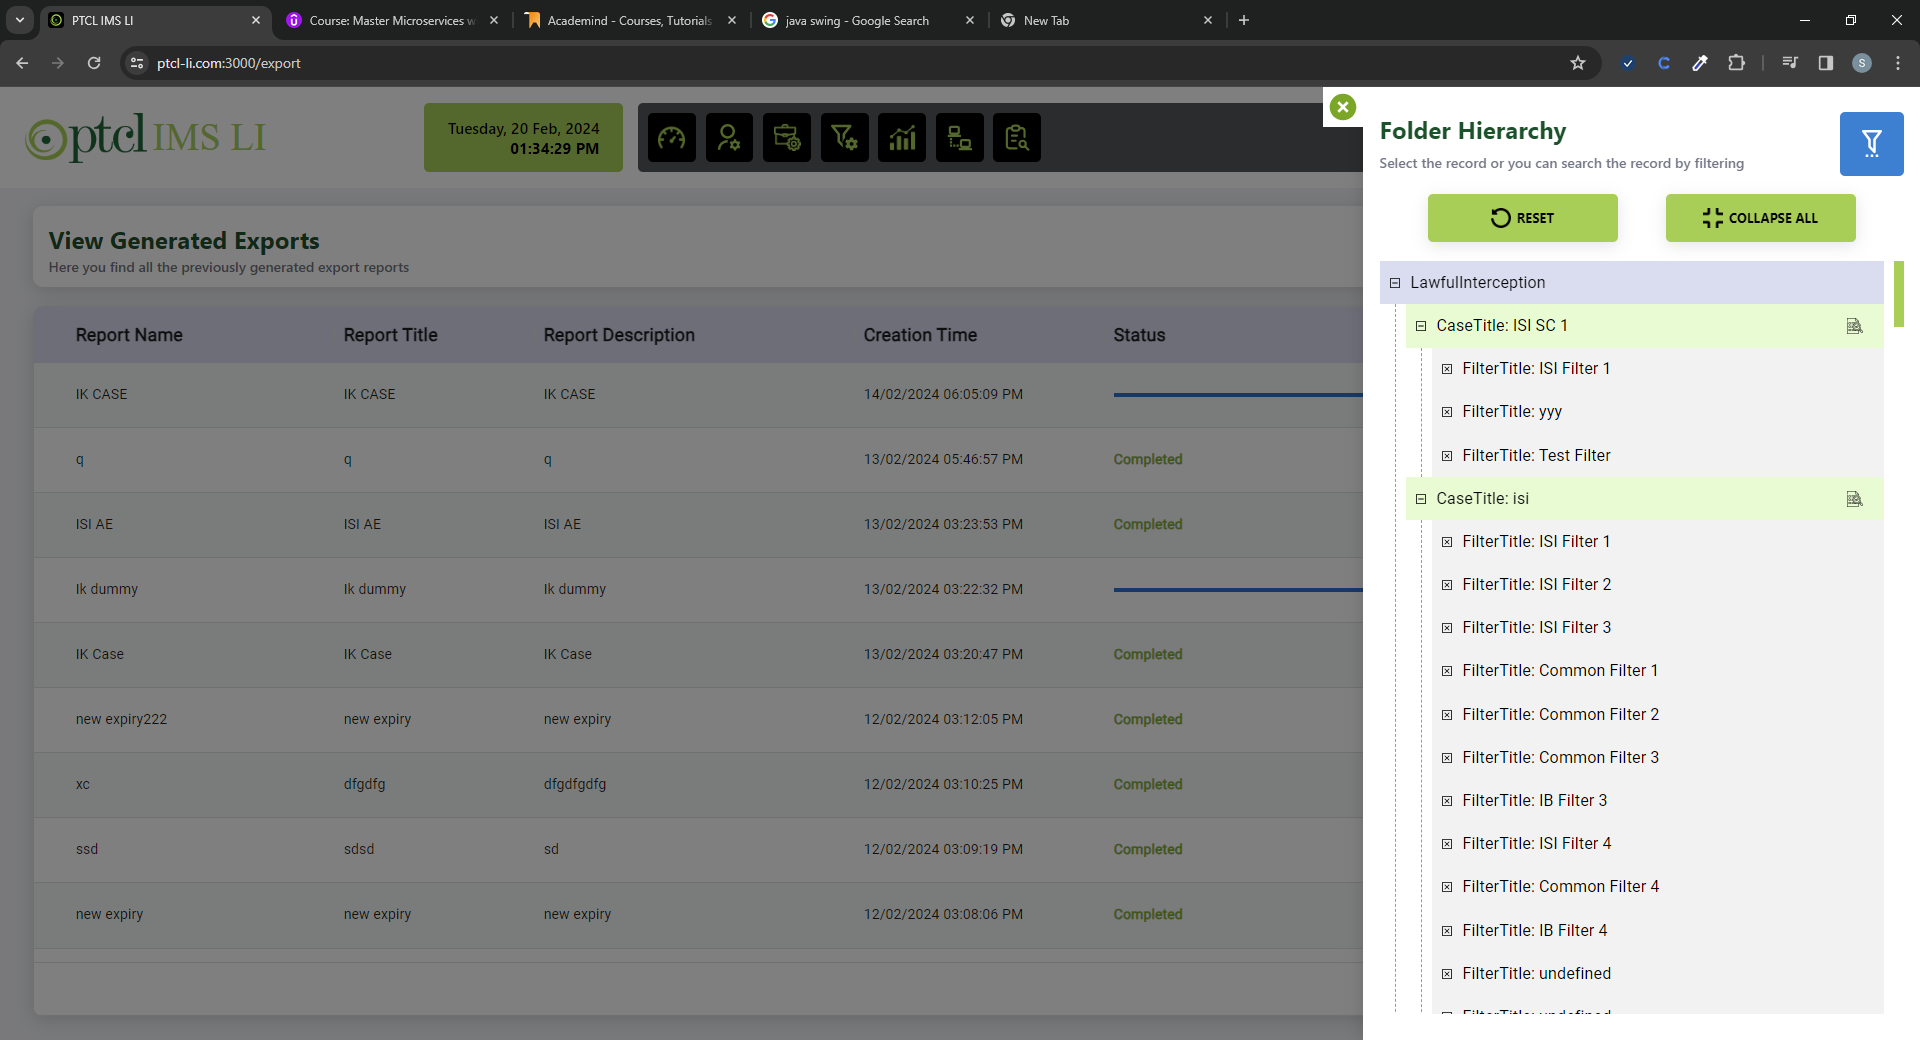 PTCL IMS LI
Course: Master Microservices w
Academind - Courses, Tutorials
java swing - Google Search
New Tab
ptcl-li.com:3000/export
S
ptcl IMS LI
Tuesday, 20 Feb, 2024
01:34:29 PM
View Generated Exports
Here you find all the previously generated export reports
Report Name Report Title Report Description Creation Time Status
IK CASE IK CASE IK CASE 14/02/2024 06:05:09 PM
q q q 13/02/2024 05:46:57 PM Completed
ISI AE ISI AE ISI AE 13/02/2024 03:23:53 PM Completed
Ik dummy Ik dummy Ik dummy 13/02/2024 03:22:32 PM
IK Case IK Case IK Case 13/02/2024 03:20:47 PM Completed
new expiry222 new expiry new expiry 12/02/2024 03:12:05 PM Completed
xc dfgdfg dfgdfgdfg 12/02/2024 03:10:25 PM Completed
ssd sdsd sd 12/02/2024 03:09:19 PM Completed
new expiry new expiry new expiry 12/02/2024 03:08:06 PM Completed
Folder Hierarchy
Select the record or you can search the record by filtering
RESET
COLLAPSE ALL
LawfulInterception
CaseTitle: ISI SC 1
FilterTitle: ISI Filter 1
FilterTitle: yyy
FilterTitle: Test Filter
CaseTitle: isi
FilterTitle: ISI Filter 1
FilterTitle: ISI Filter 2
FilterTitle: ISI Filter 3
FilterTitle: Common Filter 1
FilterTitle: Common Filter 2
FilterTitle: Common Filter 3
FilterTitle: IB Filter 3
FilterTitle: ISI Filter 4
FilterTitle: Common Filter 4
FilterTitle: IB Filter 4
FilterTitle: undefined